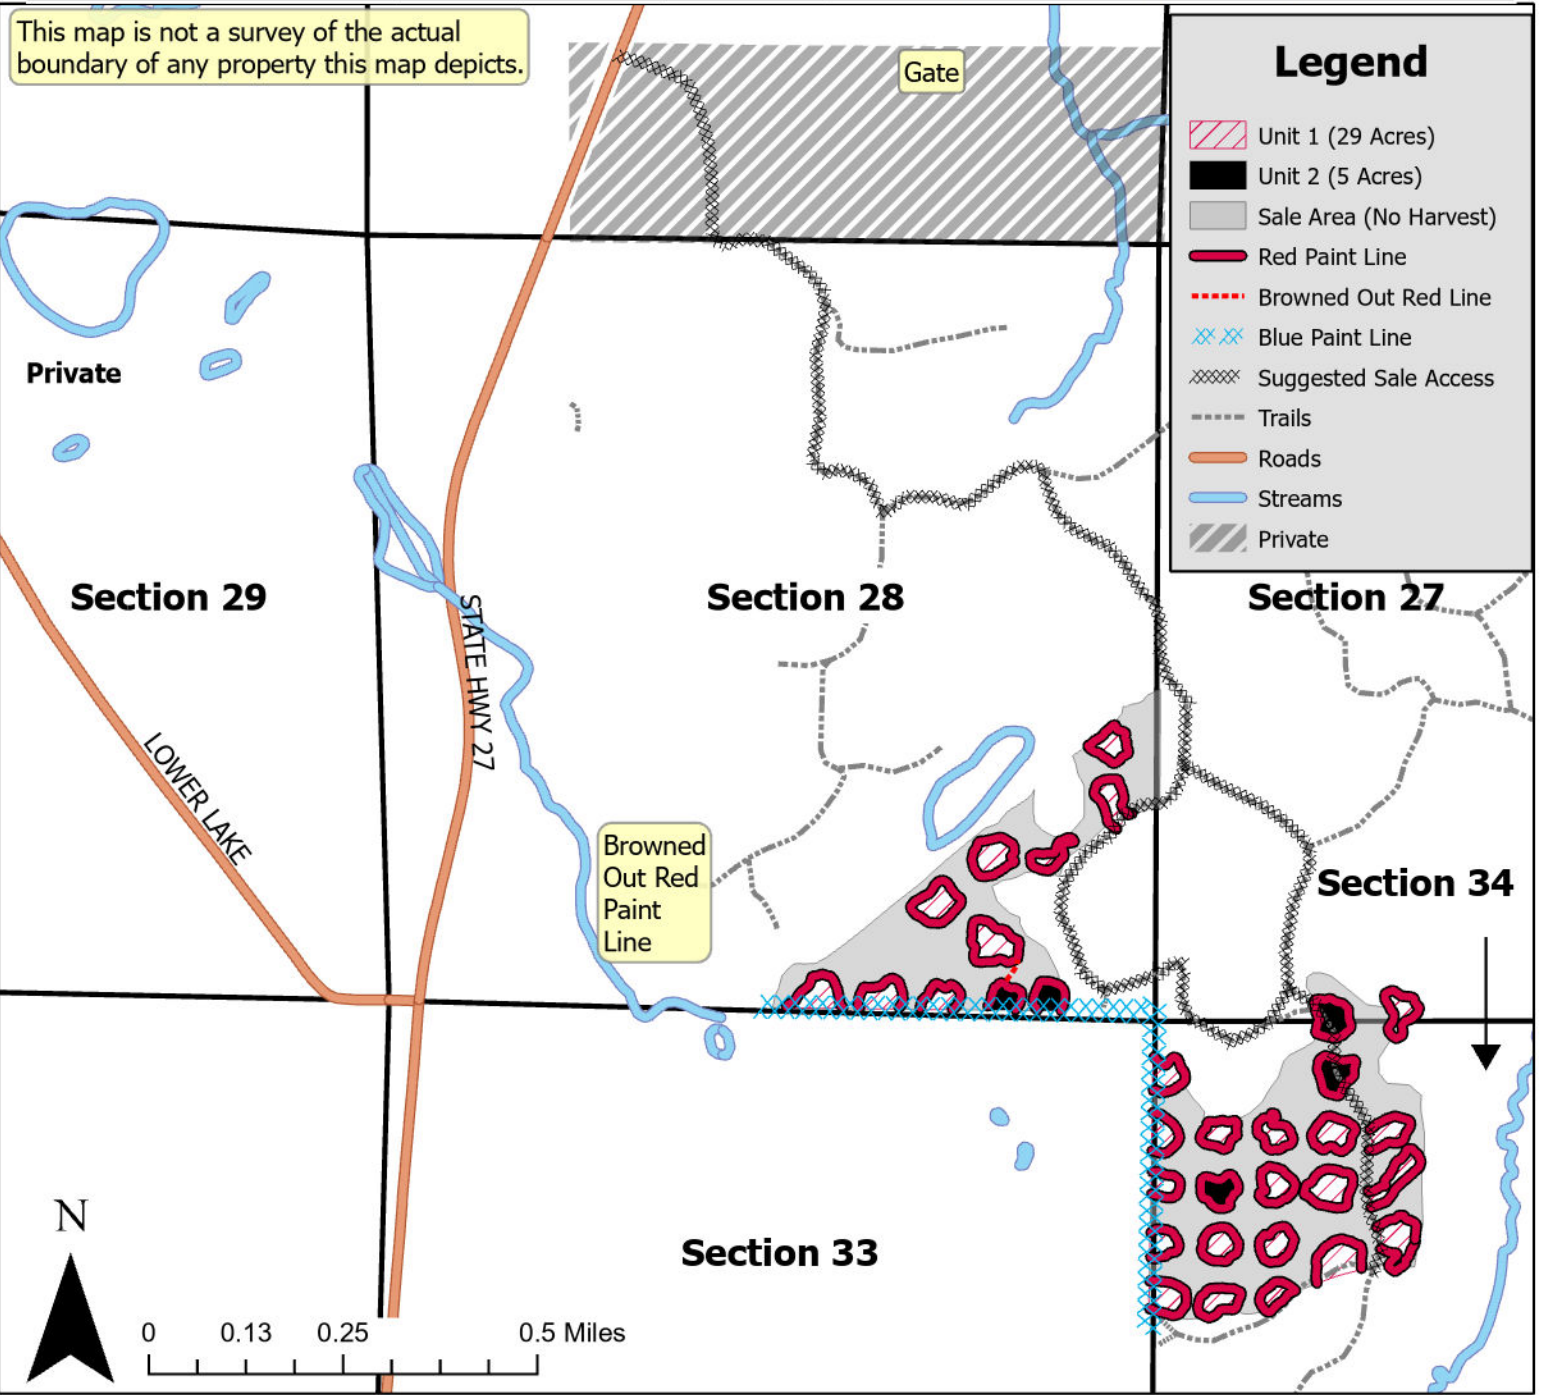 This map is not a survey of the actual
boundary of any property this map depicts.
Gate
Legend
Unit 1 (29 Acres)
Unit 2 (5 Acres)
Sale Area (No Harvest)
Red Paint Line
Browned Out Red Line
Blue Paint Line
Suggested Sale Access
Trails
Roads
Streams
Private
Private
Section 29
Section 28
Section 27
STATE HWY 27
LOWER LAKE
Browned
Out Red
Paint
Line
Section 34
Section 33
N
0 0.13 0.25 0.5 Miles